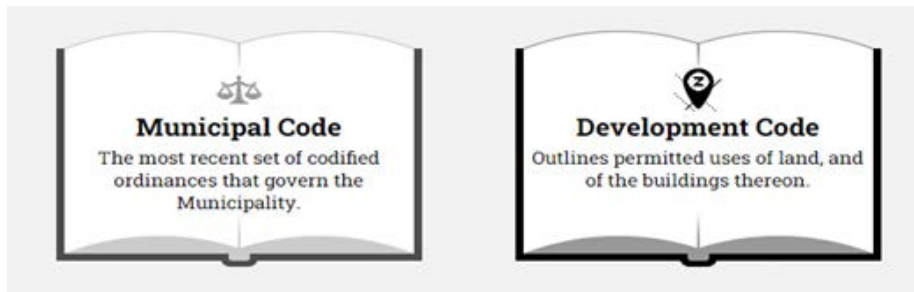 Municipal Code
The most recent set of codified
ordinances that govern the
Municipality.
Z
Development Code
Outlines permitted uses of land, and
of the buildings thereon.